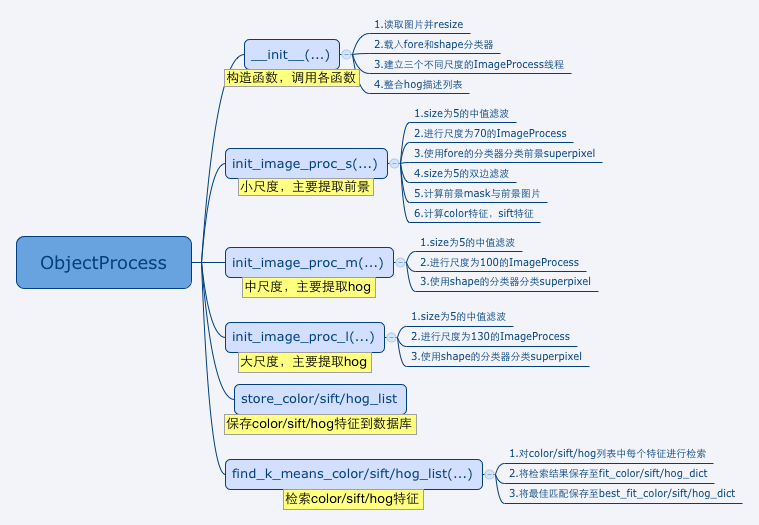 ObjectProcess
__init__(...)
构造函数，调用各函数
1.读取图片并resize
2.载入fore和shape分类器
3.建立三个不同尺度的ImageProcess线程
4.整合hog描述列表
init_image_proc_s(...)
小尺度，主要提取前景
1.size为5的中值滤波
2.进行尺度为70的ImageProcess
3.使用fore的分类器分类前景superpixel
4.size为5的双边滤波
5.计算前景mask与前景图片
6.计算color特征，sift特征
init_image_proc_m(...)
中尺度，主要提取hog
1.size为5的中值滤波
2.进行尺度为100的ImageProcess
3.使用shape的分类器分类superpixel
init_image_proc_l(...)
大尺度，主要提取hog
1.size为5的中值滤波
2.进行尺度为130的ImageProcess
3.使用shape的分类器分类superpixel
store_color/sift/hog_list
保存color/sift/hog特征到数据库
find_k_means_color/sift/hog_list(...)
检索color/sift/hog特征
1.对color/sift/hog列表中每个特征进行检索
2.将检索结果保存至fit_color/sift/hog_dict
3.将最佳匹配保存至best_fit_color/sift/hog_dict